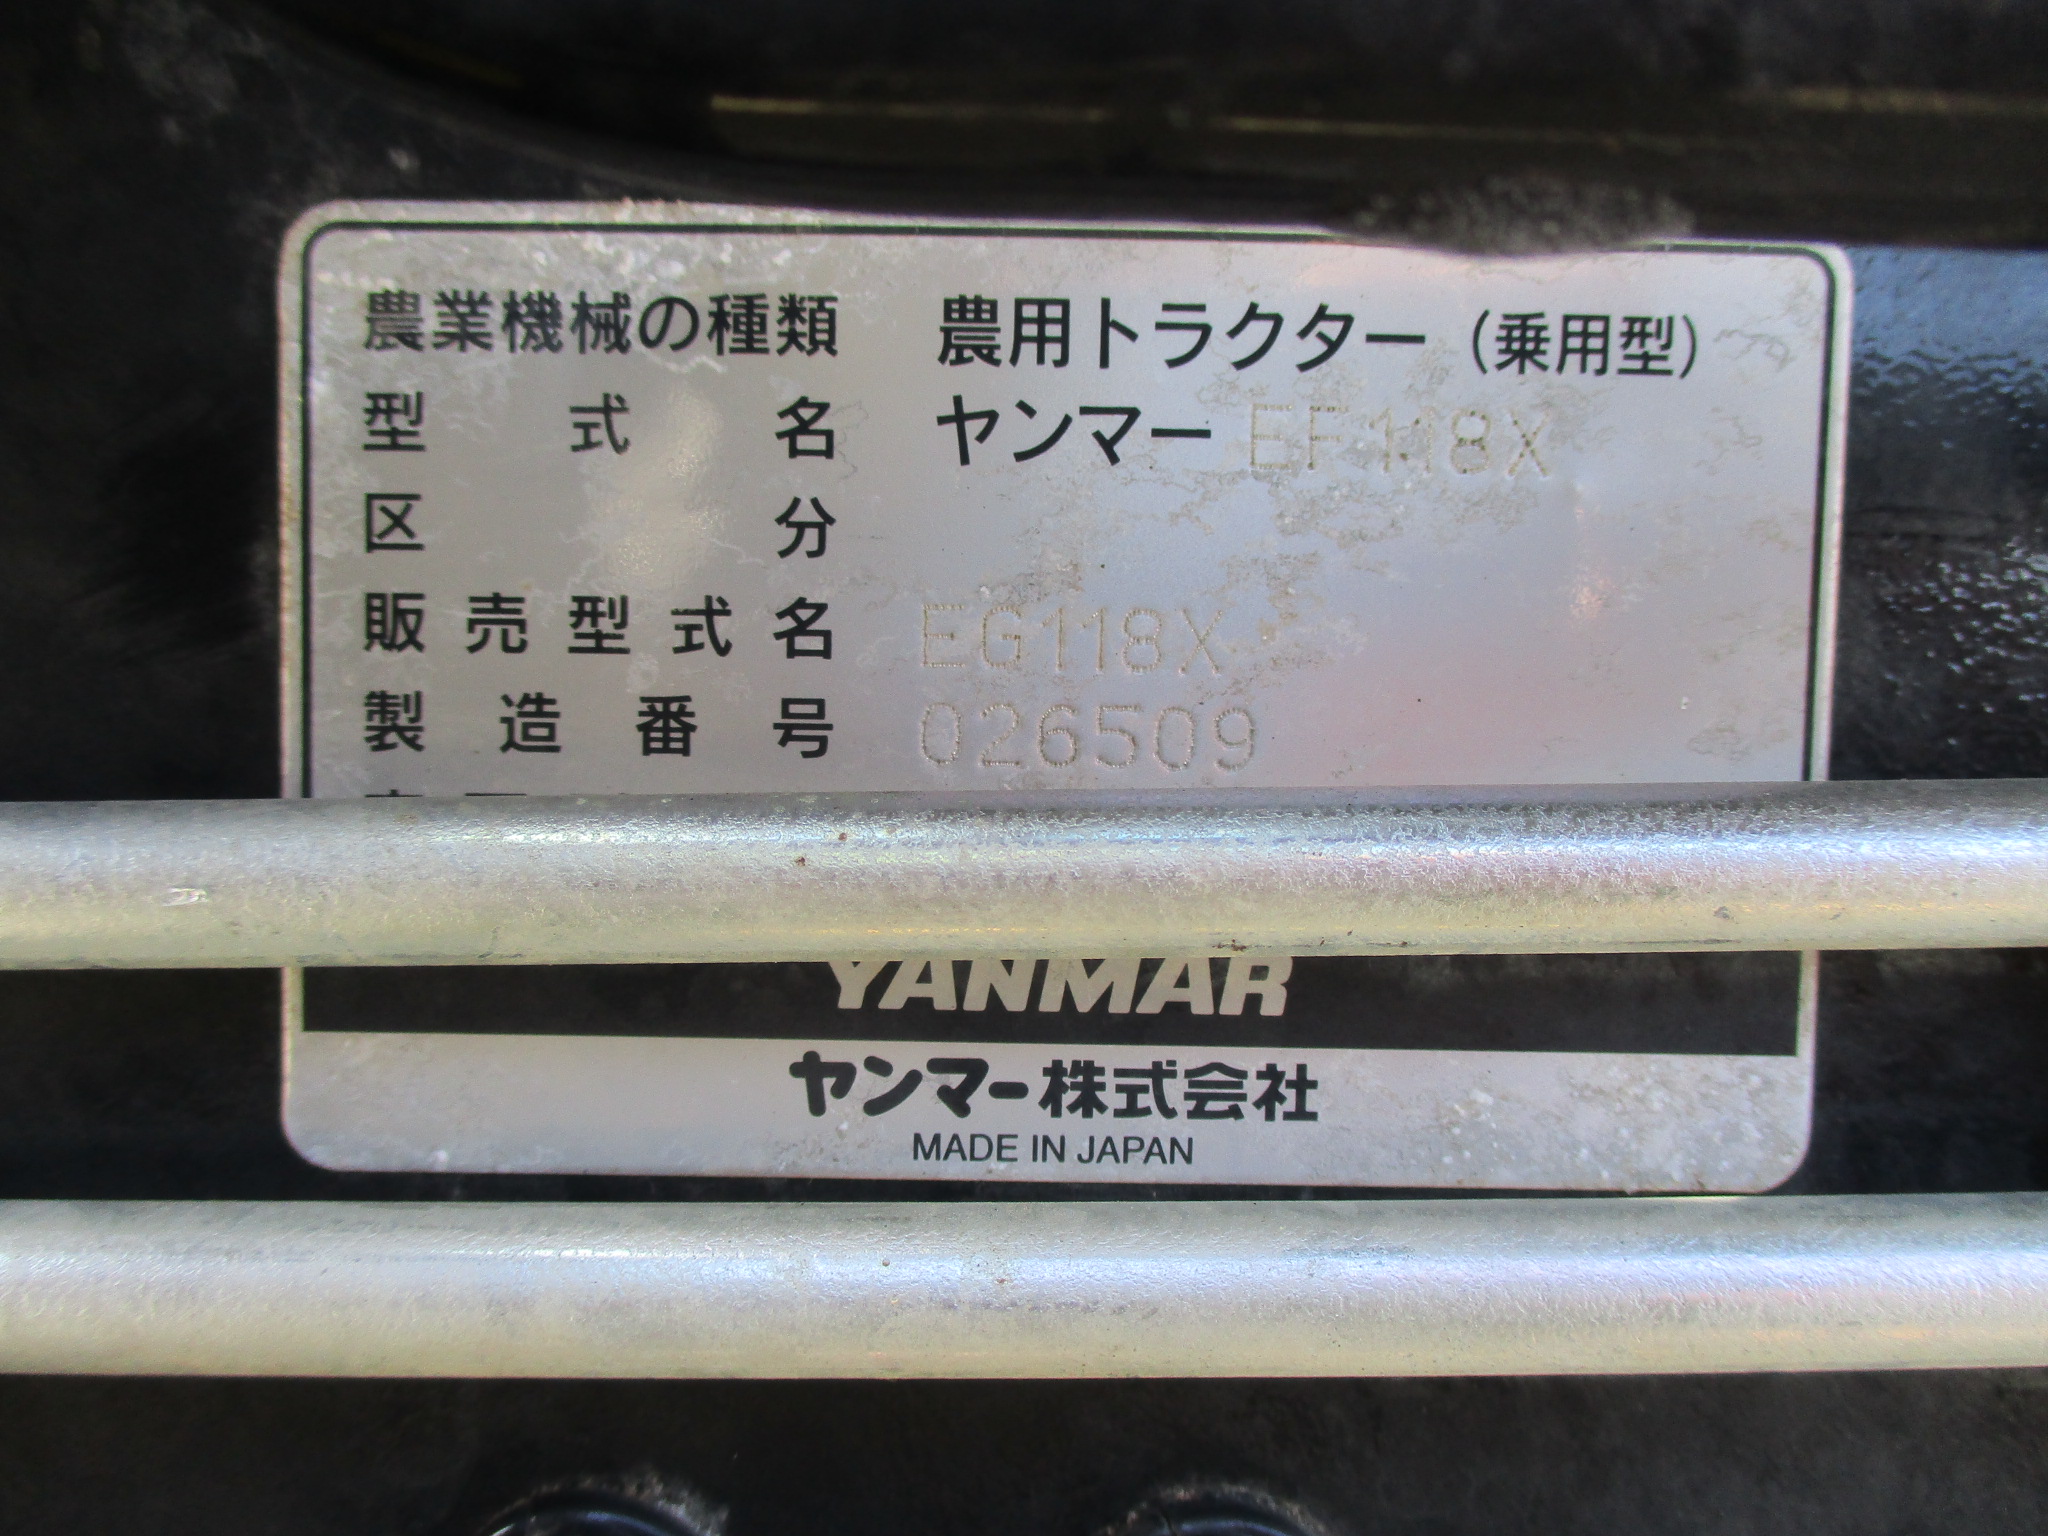 農業機械の種類 農用トラクター (乗用型)
型式名 ヤンマー EF118X
区分
販売型式名 EG118X
製造番号 026509
YANMAR
ヤンマー株式会社
MADE IN JAPAN